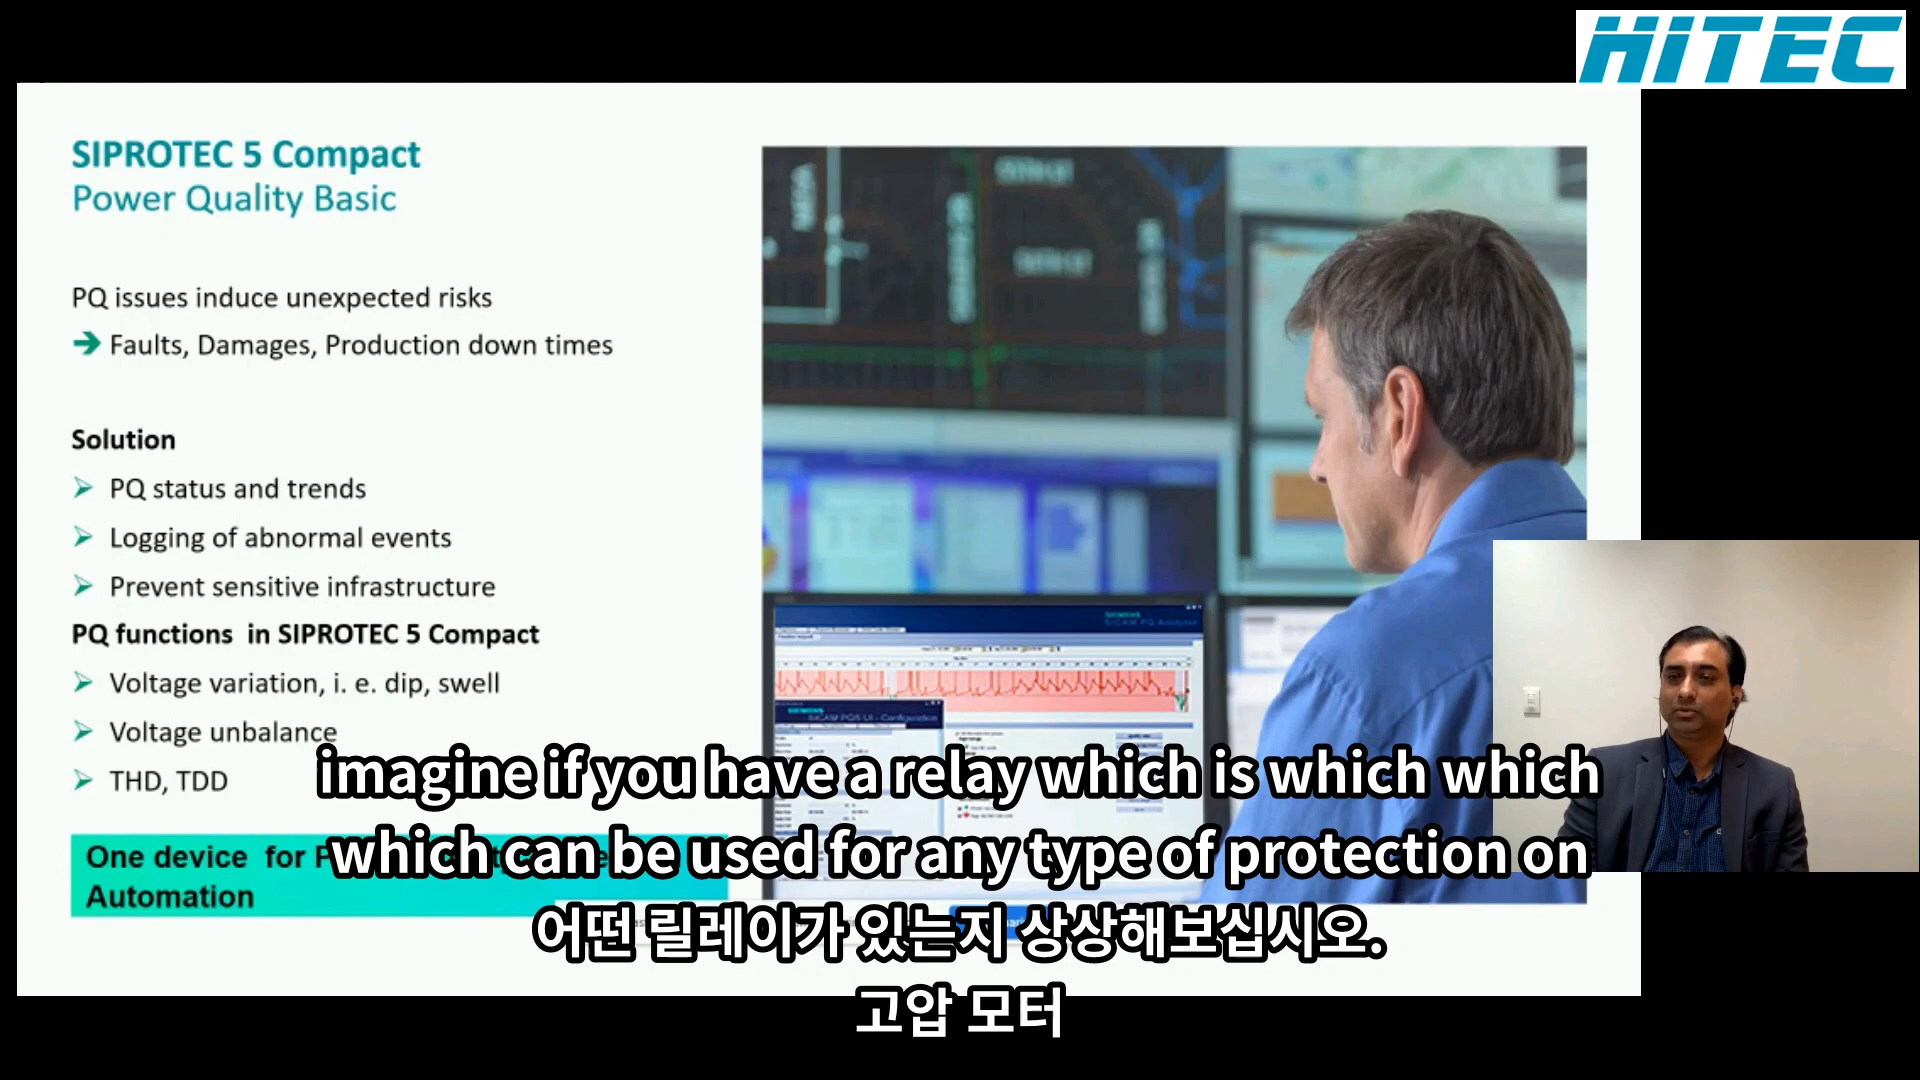 HITEC
SIPROTEC 5 Compact
Power Quality Basic
PQ issues induce unexpected risks
Faults, Damages, Production down times
Solution
PQ status and trends
Logging of abnormal events
Prevent sensitive infrastructure
PQ functions in SIPROTEC 5 Compact
Voltage variation, i. e. dip, swell
Voltage unbalance
THD, TDD
One device for
Automation
SIEMENS
SICAM PQ Analyzer
imagine if you have a relay which is which which
which can be used for any type of protection on
어떤 릴레이가 있는지 상상해보십시오.
고압 모터